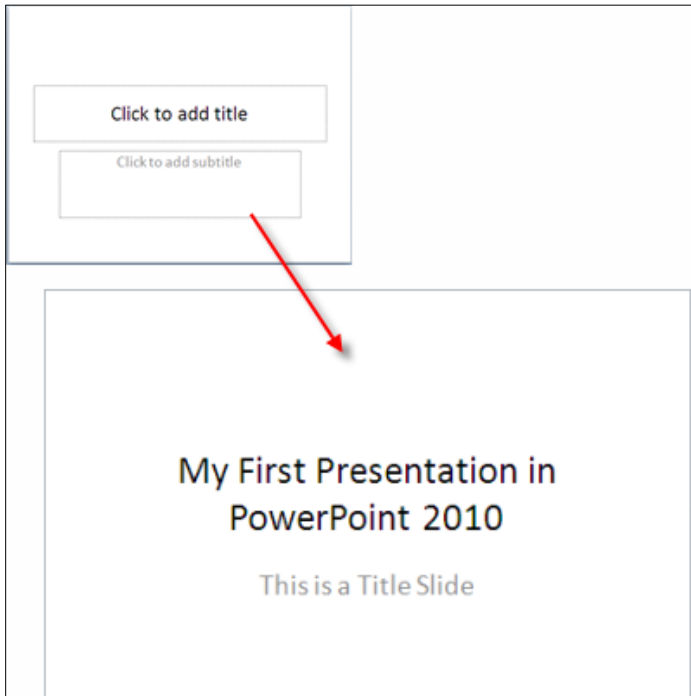 Click to add title
Click to add subtitle
My First Presentation in
PowerPoint 2010
This is a Title Slide